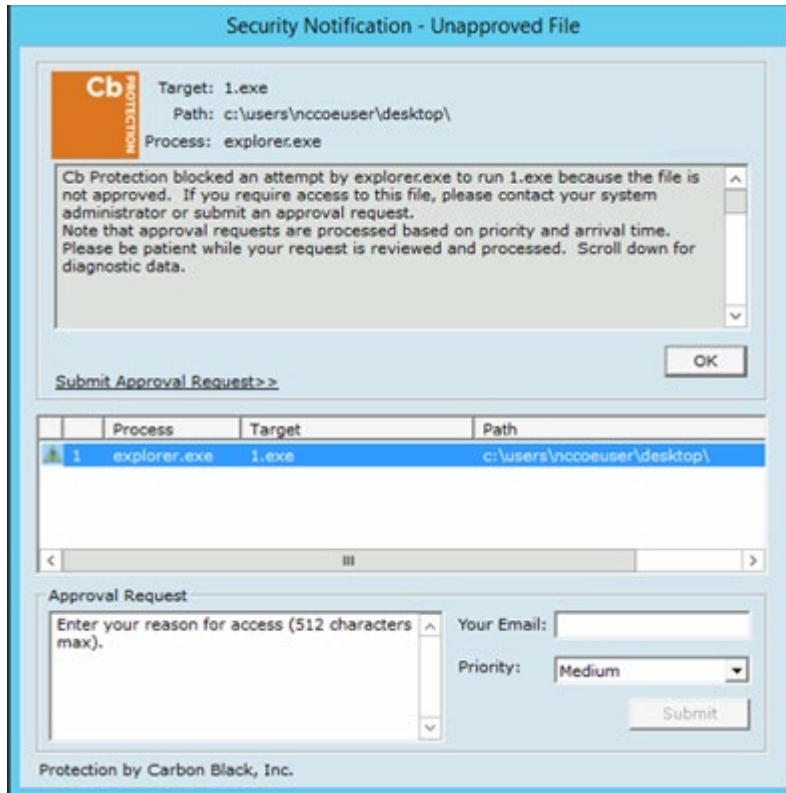 Security Notification - Unapproved File
Cb
PROTECTION
Target: 1.exe
Path: c:\users\nccoeuser\desktop\
Process: explorer.exe
Cb Protection blocked an attempt by explorer.exe to run 1.exe because the file is
not approved. If you require access to this file, please contact your system
administrator or submit an approval request.
Note that approval requests are processed based on priority and arrival time.
Please be patient while your request is reviewed and processed. Scroll down for
diagnostic data.
OK
Submit Approval Request>>
Process Target Path
1 explorer.exe 1.exe c:\users\nccoeuser\desktop\
Approval Request
Enter your reason for access (512 characters
max).
Your Email:
Priority: Medium
Submit
Protection by Carbon Black, Inc.